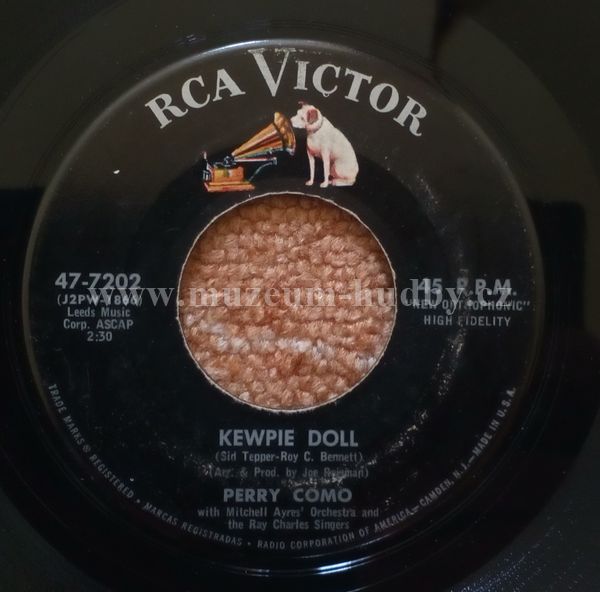 RCA VICTOR
47-7202
(J2PW-1866)
Leeds Music
Corp. ASCAP
2:30
45 R.P.M.
"NEW ORTHOPHONIC"
HIGH FIDELITY
www.muzeum-hudby.cz
KEWPIE DOLL
(Sid Tepper-Roy C. Bennett)
(Arr. & Prod. by Joe Reisman)
PERRY COMO
with Mitchell Ayres' Orchestra and
the Ray Charles Singers
TRADE MARKS ® REGISTERED • MARCAS REGISTRADAS • RADIO CORPORATION OF AMERICA, CAMDEN, N.J. — MADE IN U.S.A.